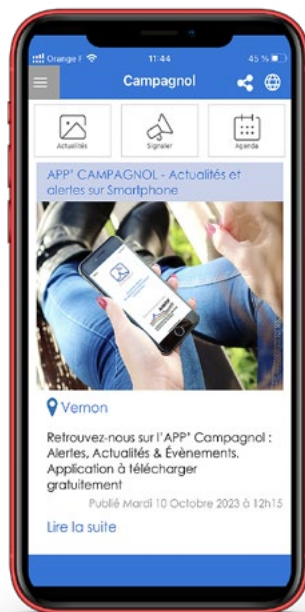 Orange F 11:44 45 %
Campagnol
Actualités Signaler Agenda
APP' CAMPAGNOL - Actualités et
alertes sur Smartphone
Vernon
Retrouvez-nous sur l'APP' Campagnol :
Alertes, Actualités & Évènements.
Application à télécharger
gratuitement
Publié Mardi 10 Octobre 2023 à 12h15
Lire la suite